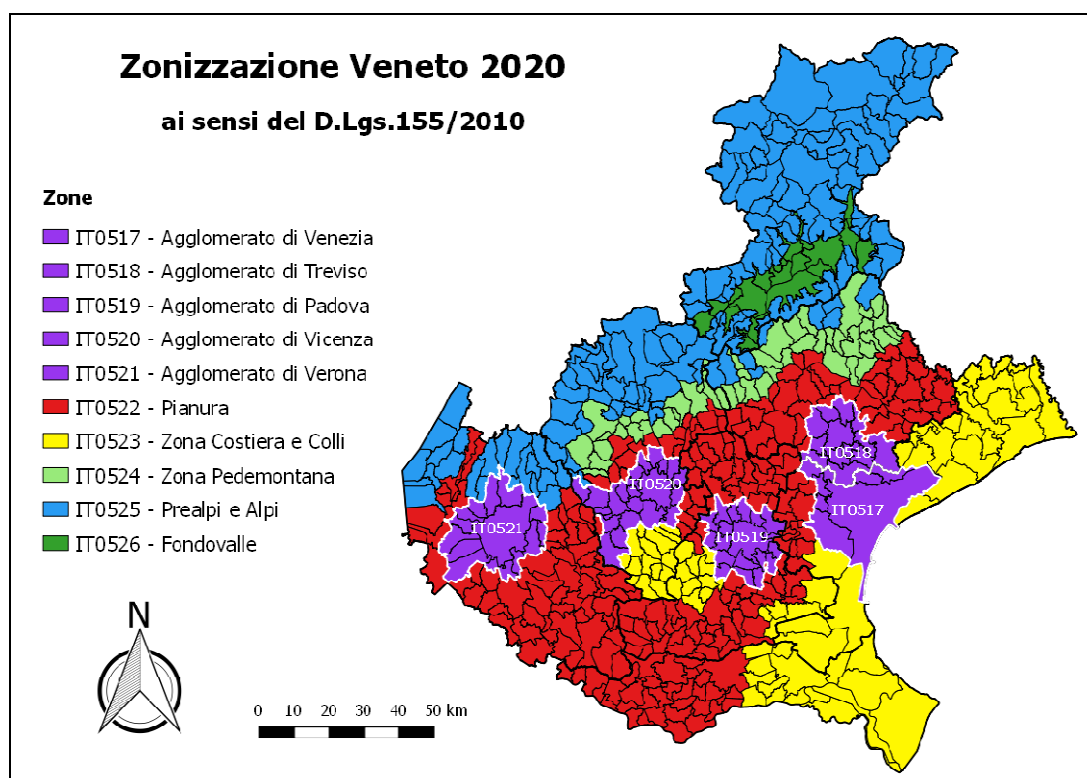 Zonizzazione Veneto 2020
ai sensi del D.Lgs.155/2010
Zone
IT0517 - Agglomerato di Venezia
IT0518 - Agglomerato di Treviso
IT0519 - Agglomerato di Padova
IT0520 - Agglomerato di Vicenza
IT0521 - Agglomerato di Verona
IT0522 - Pianura
IT0523 - Zona Costiera e Colli
IT0524 - Zona Pedemontana
IT0525 - Prealpi e Alpi
IT0526 - Fondovalle
IT0518
IT0520
IT0517
IT0521
IT0519
N
0 10 20 30 40 50 km